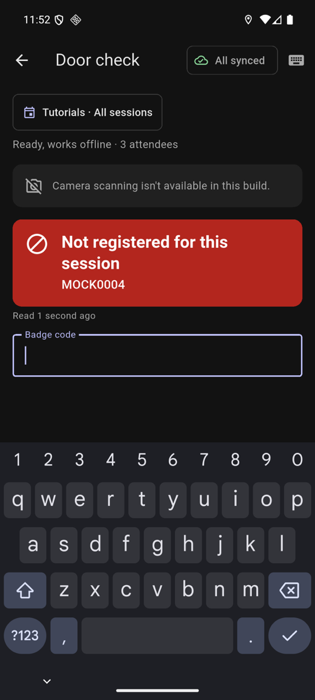 11:52
Door check
All synced
Tutorials · All sessions
Ready, works offline · 3 attendees
Camera scanning isn't available in this build.
Not registered for this
session
MOCK0004
Read 1 second ago
Badge code
1 2 3 4 5 6 7 8 9 0
q w e r t y u i o p
a s d f g h j k l
z x c v b n m
?123 , .